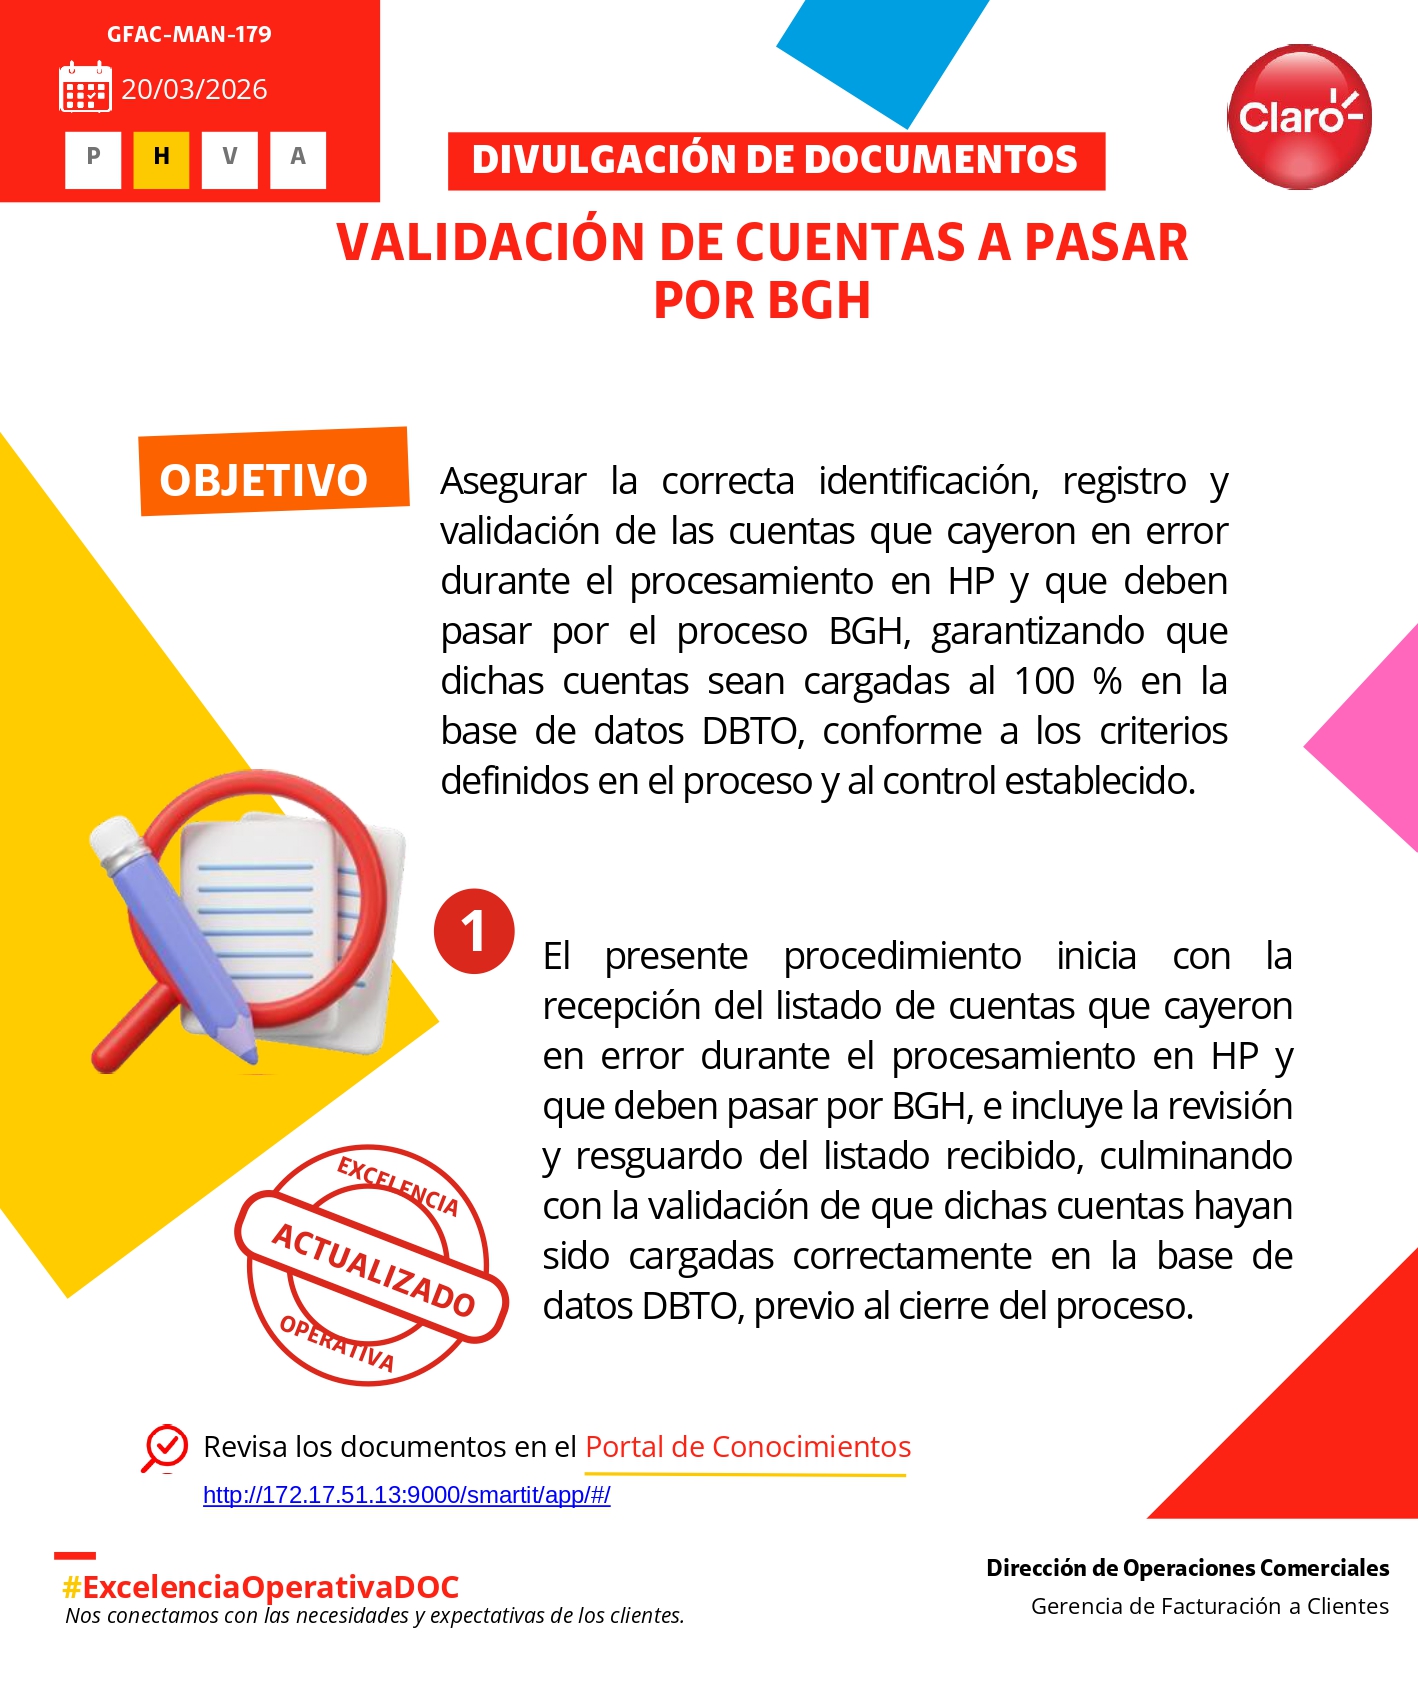 GFAC-MAN-179
20/03/2026
P H V A
Claro-
DIVULGACIÓN DE DOCUMENTOS
VALIDACIÓN DE CUENTAS A PASAR
POR BGH
OBJETIVO
Asegurar la correcta identificación, registro y
validación de las cuentas que cayeron en error
durante el procesamiento en HP y que deben
pasar por el proceso BGH, garantizando que
dichas cuentas sean cargadas al 100 % en la
base de datos DBTO, conforme a los criterios
definidos en el proceso y al control establecido.
1
El presente procedimiento inicia con la
recepción del listado de cuentas que cayeron
en error durante el procesamiento en HP y
que deben pasar por BGH, e incluye la revisión
y resguardo del listado recibido, culminando
con la validación de que dichas cuentas hayan
sido cargadas correctamente en la base de
datos DBTO, previo al cierre del proceso.
EXCELENCIA
ACTUALIZADO
OPERATIVA
Revisa los documentos en el Portal de Conocimientos
http://172.17.51.13:9000/smartit/app/#/
#ExcelenciaOperativaDOC
Nos conectamos con las necesidades y expectativas de los clientes.
Dirección de Operaciones Comerciales
Gerencia de Facturación a Clientes